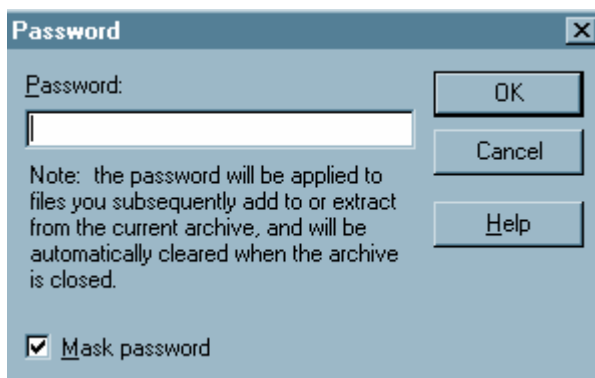 Password
Password:
OK
Cancel
Note: the password will be applied to
files you subsequently add to or extract
from the current archive, and will be
automatically cleared when the archive
is closed.
Help
Mask password